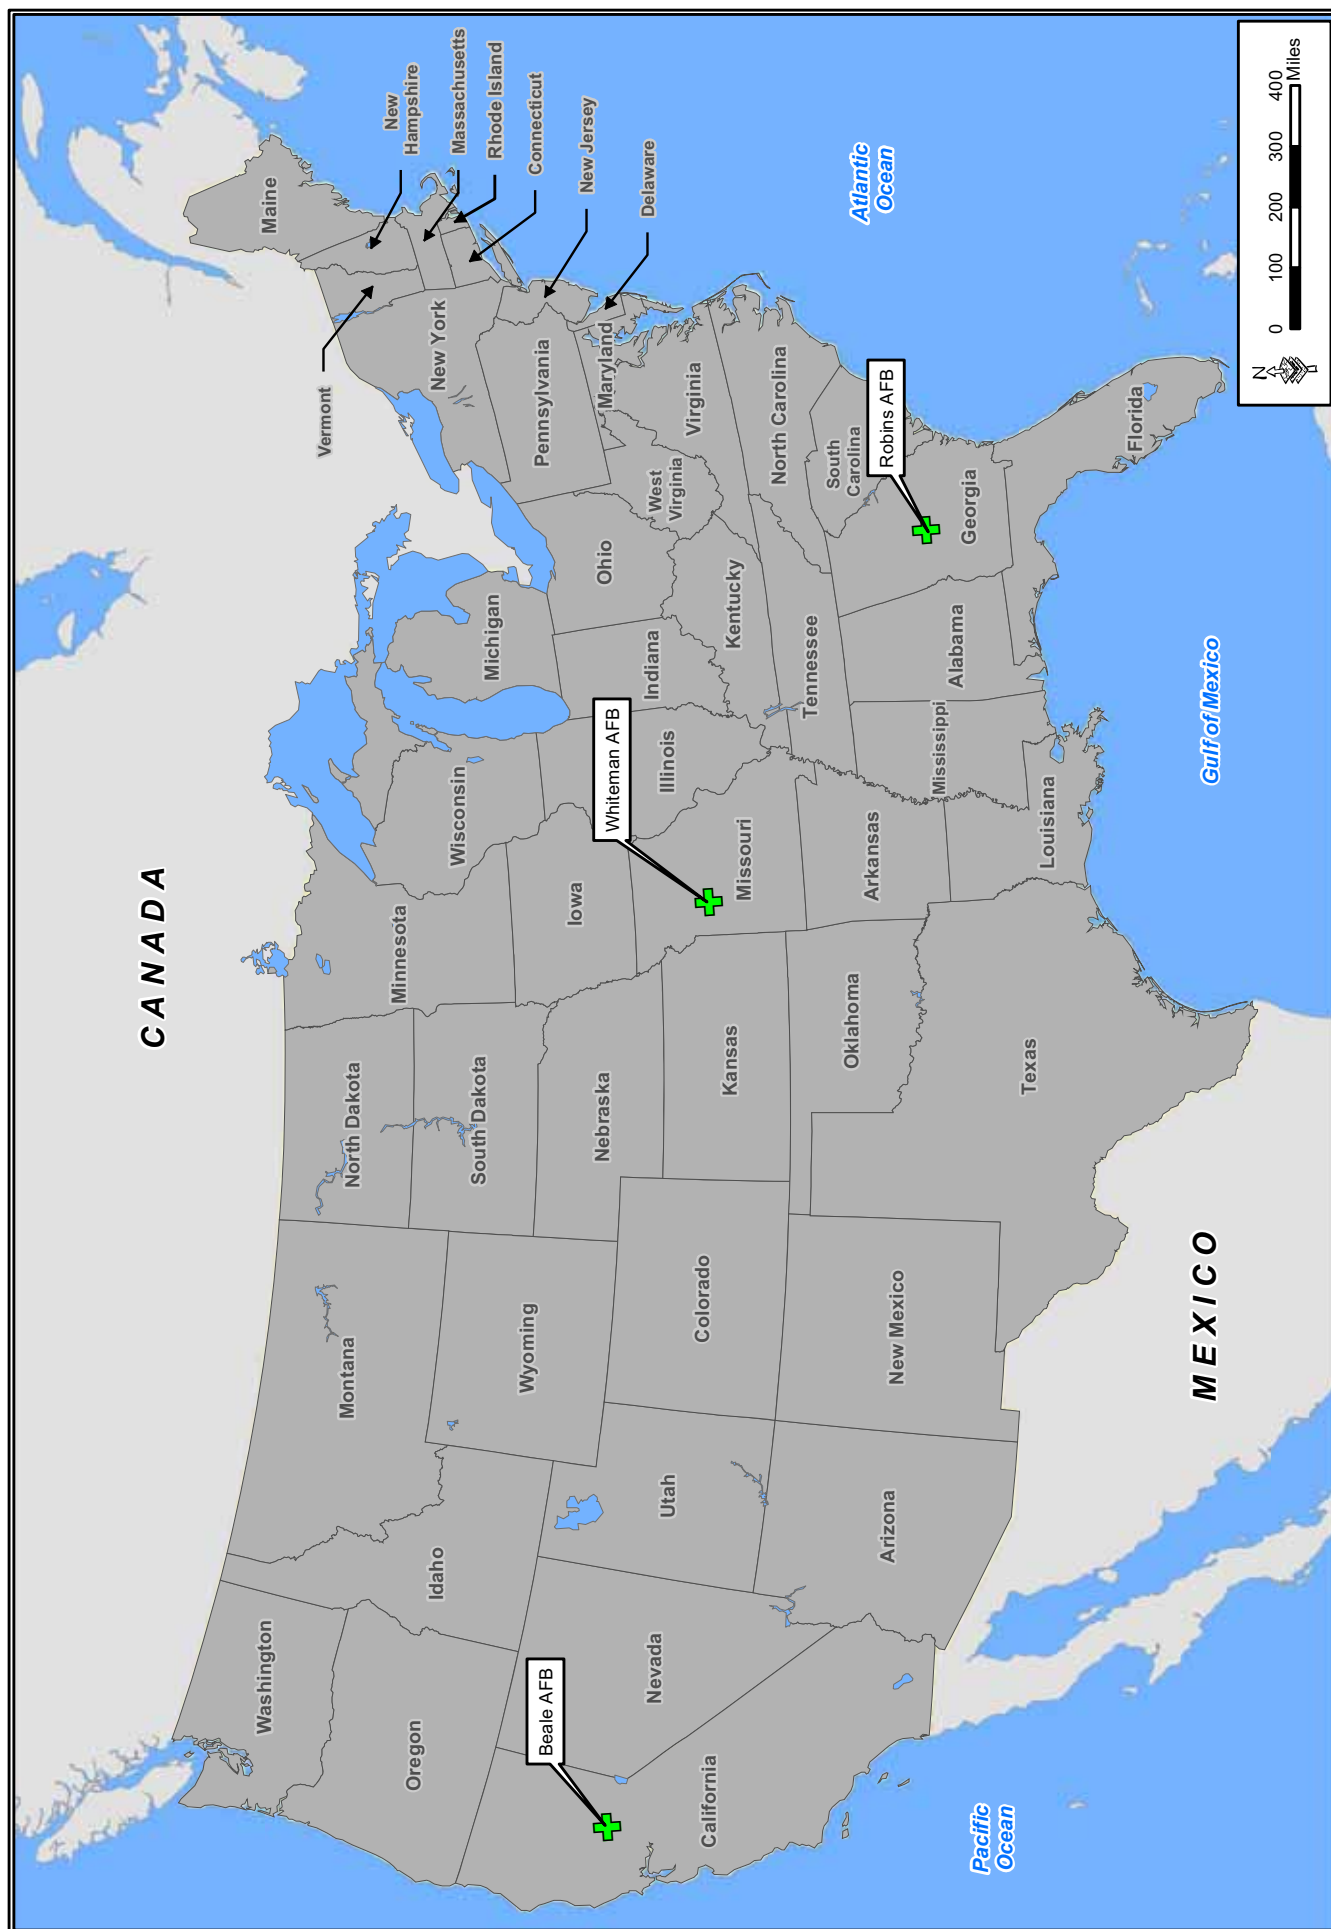 CANADA
Washington
Montana
North Dakota
Minnesota
Vermont
Maine
New
Hampshire
Massachusetts
Rhode Island
Connecticut
New Jersey
Delaware
Oregon
Idaho
Wyoming
South Dakota
Wisconsin
Michigan
New York
Beale AFB
Nebraska
Iowa
Whiteman AFB
Illinois
Indiana
Ohio
Pennsylvania
Maryland
West
Virginia
Virginia
Nevada
Utah
Colorado
Kansas
Missouri
Kentucky
California
Arizona
New Mexico
Oklahoma
Arkansas
Tennessee
North Carolina
South
Carolina
Robins AFB
Texas
Louisiana
Mississippi
Alabama
Georgia
Florida
Atlantic
Ocean
Pacific
Ocean
MEXICO
Gulf of Mexico
N
0 100 200 300 400
Miles